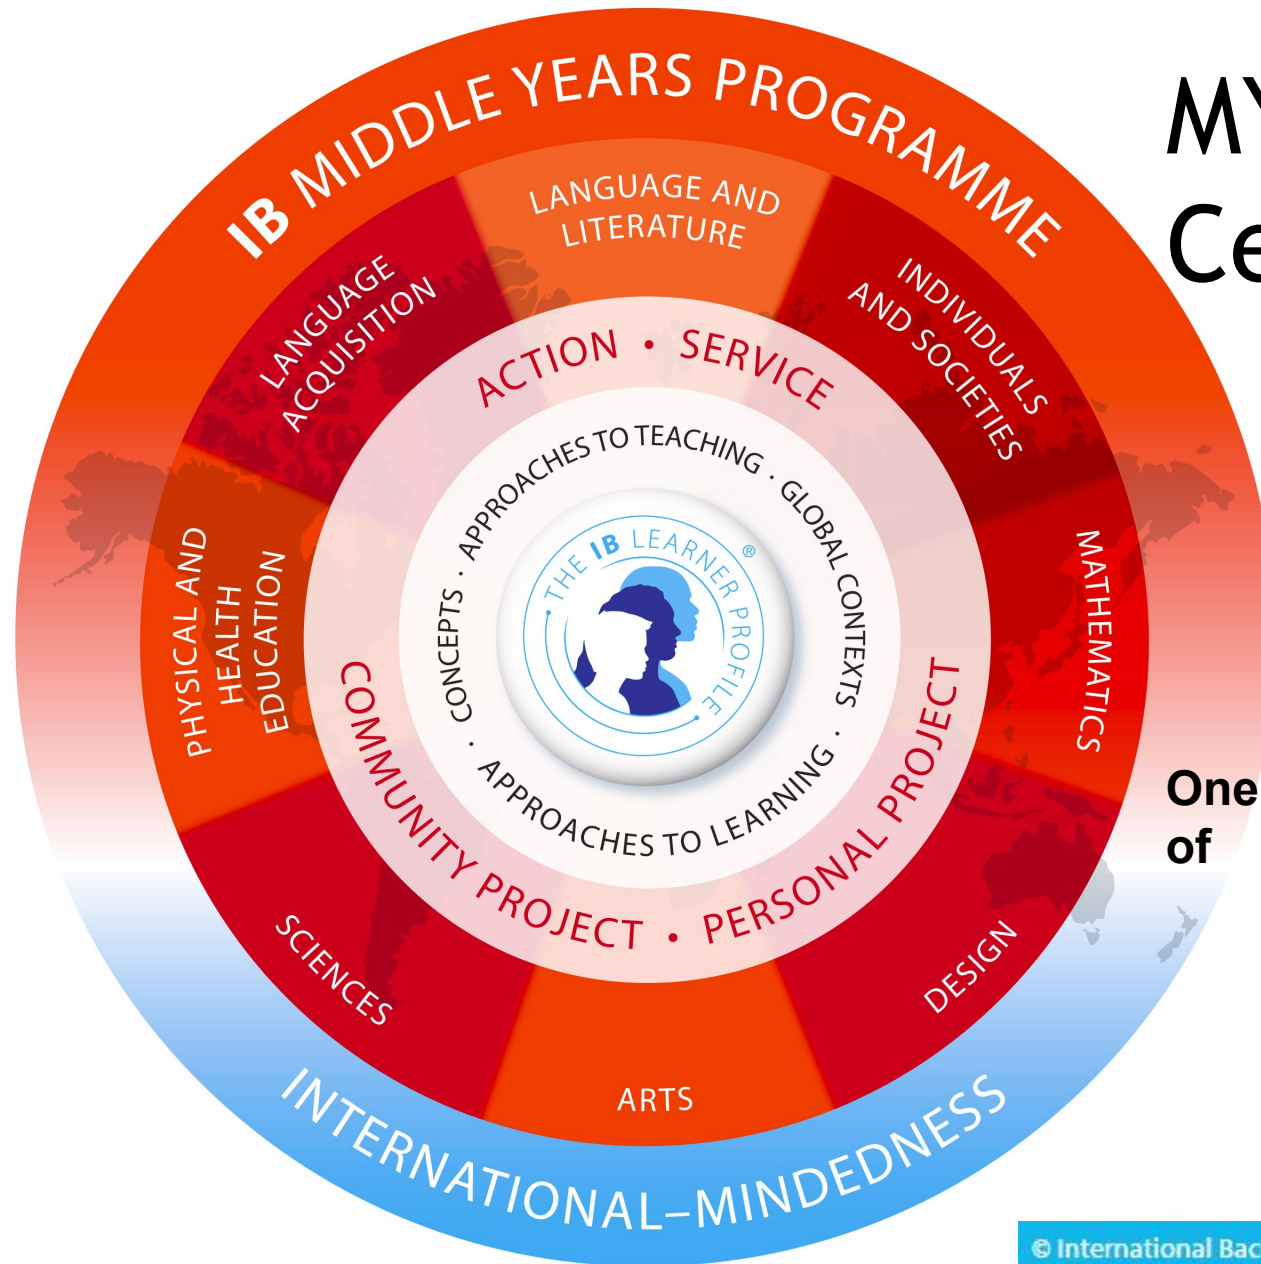 IB MIDDLE YEARS PROGRAMME
LANGUAGE AND
LITERATURE
INDIVIDUALS
AND SOCIETIES
MATHEMATICS
DESIGN
ARTS
SCIENCES
PHYSICAL AND
HEALTH
EDUCATION
LANGUAGE
ACQUISITION
ACTION • SERVICE
COMMUNITY PROJECT • PERSONAL PROJECT
APPROACHES TO TEACHING · GLOBAL CONTEXTS ·
APPROACHES TO LEARNING · CONCEPTS ·
THE IB LEARNER PROFILE ®
INTERNATIONAL–MINDEDNESS
One
of
© International